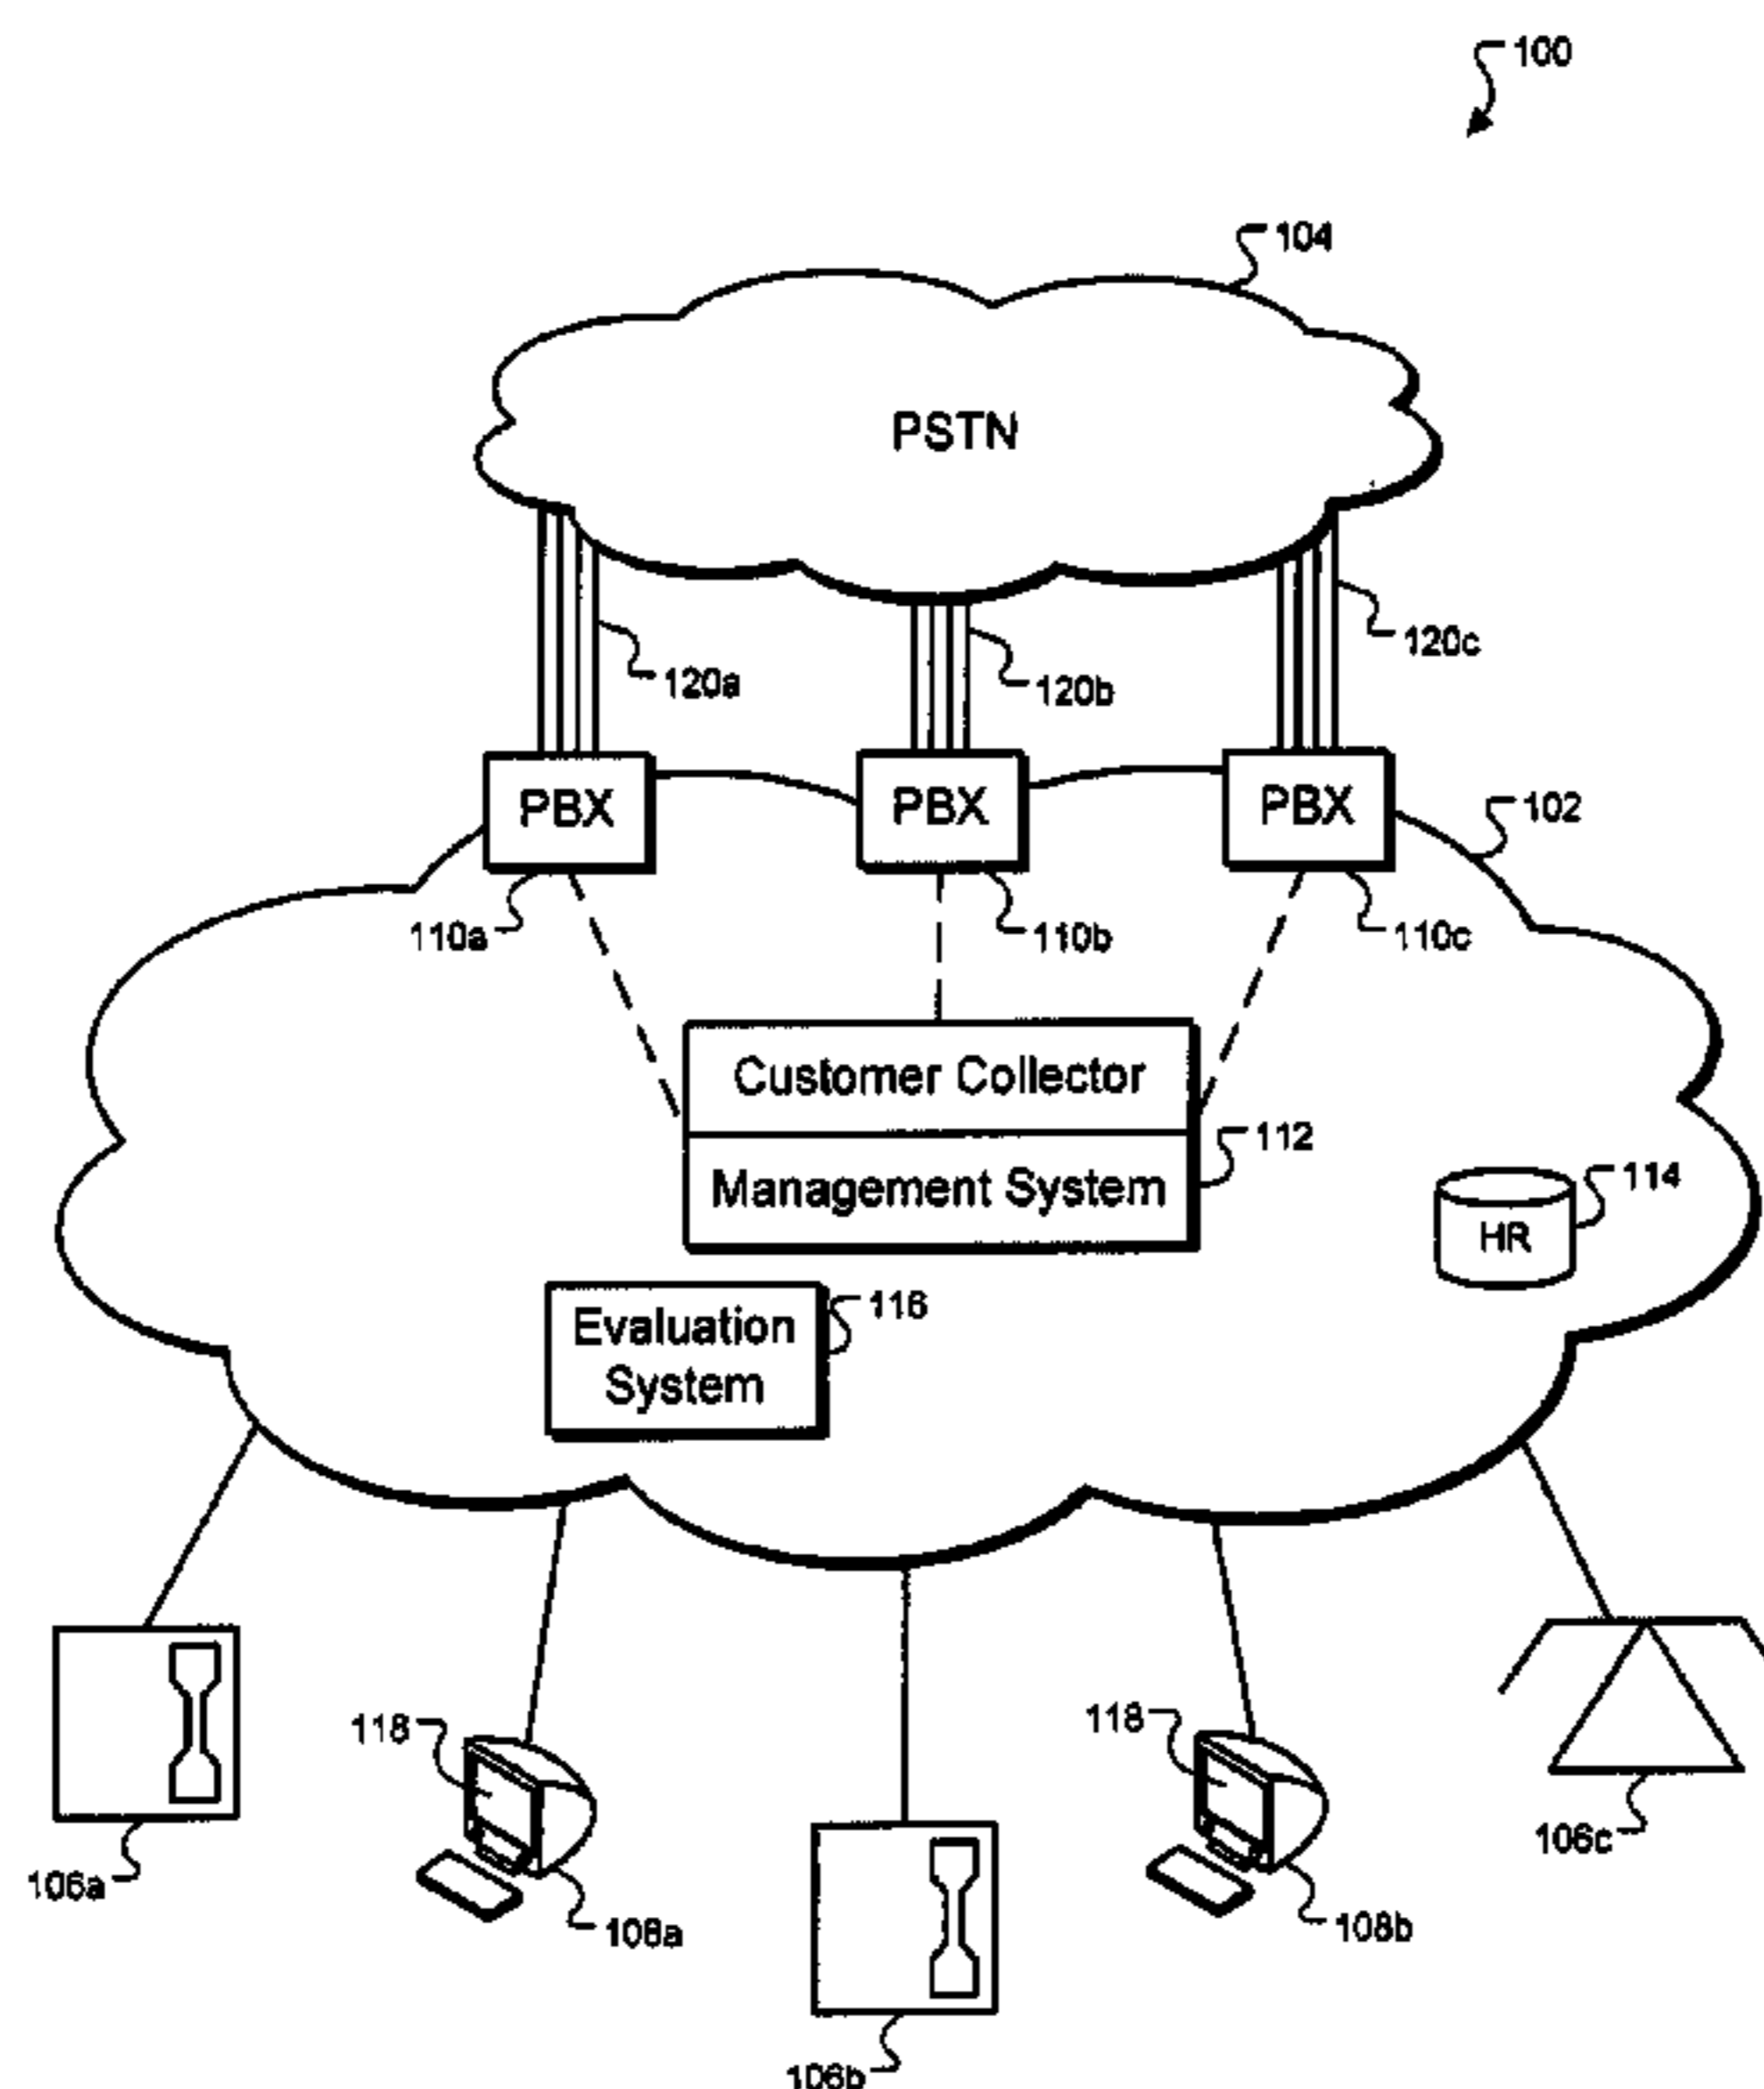 100
104
PSTN
120a
120b
120c
PBX
PBX
PBX
102
110a
110b
110c
Customer Collector
112
Management System
114
HR
116
Evaluation
System
118
118
106a
108a
108b
106c
106b